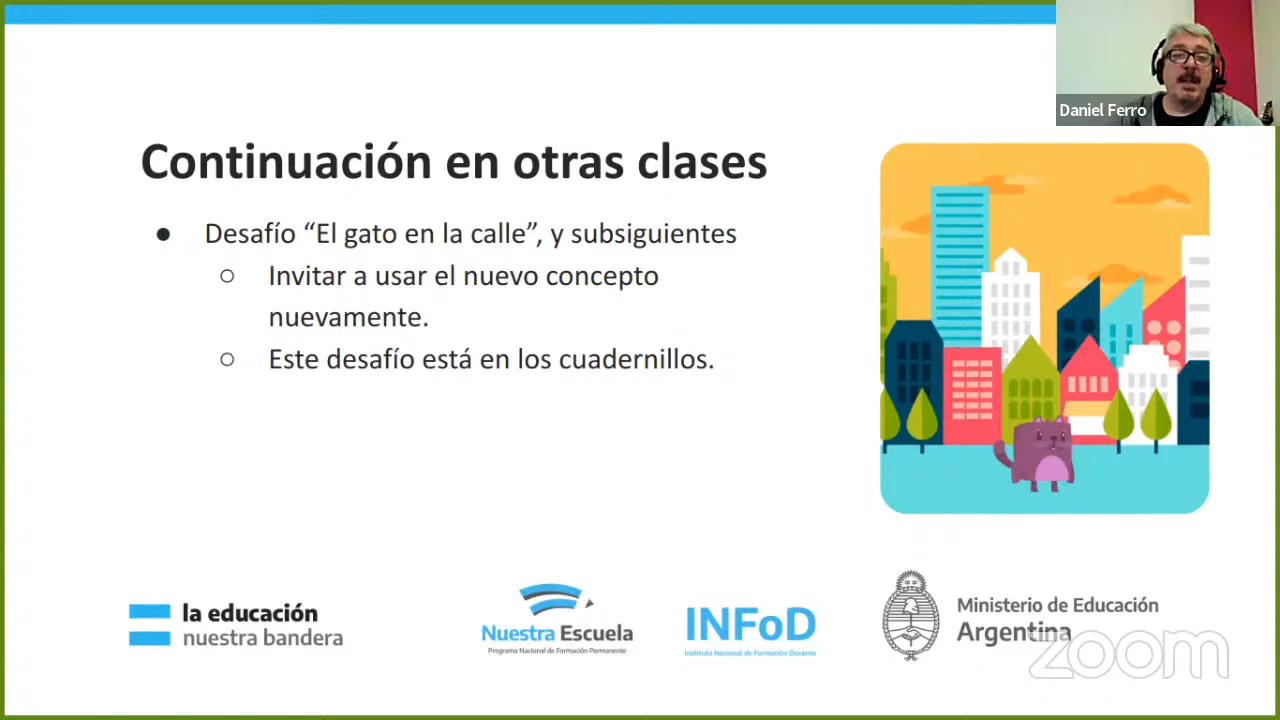 Daniel Ferro
Continuación en otras clases
● Desafío “El gato en la calle”, y subsiguientes
○ Invitar a usar el nuevo concepto
nuevamente.
○ Este desafío está en los cuadernillos.
la educación
nuestra bandera
Nuestra Escuela
Programa Nacional de Formación Permanente
INFoD
Instituto Nacional de Formación Docente
Ministerio de Educación
Argentina
zoom